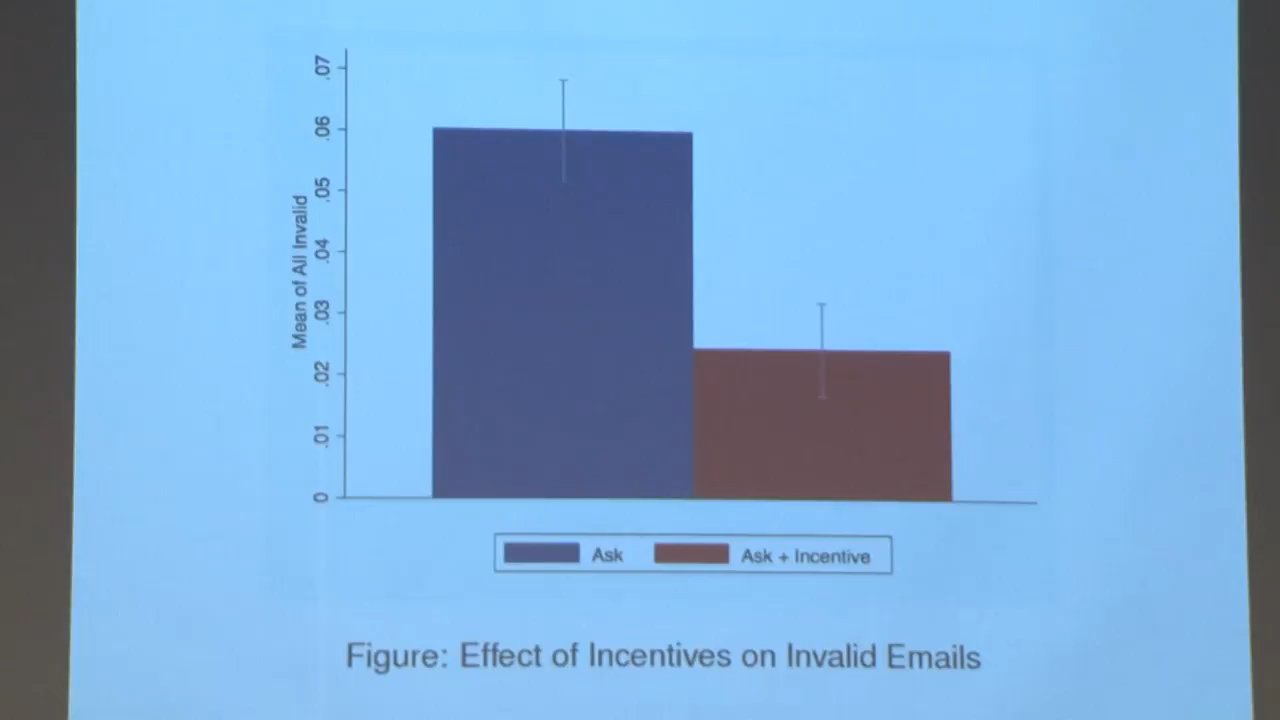 .07
.06
.05
.04
.03
.02
.01
0
Mean of All Invalid
Ask
Ask + Incentive
Figure: Effect of Incentives on Invalid Emails